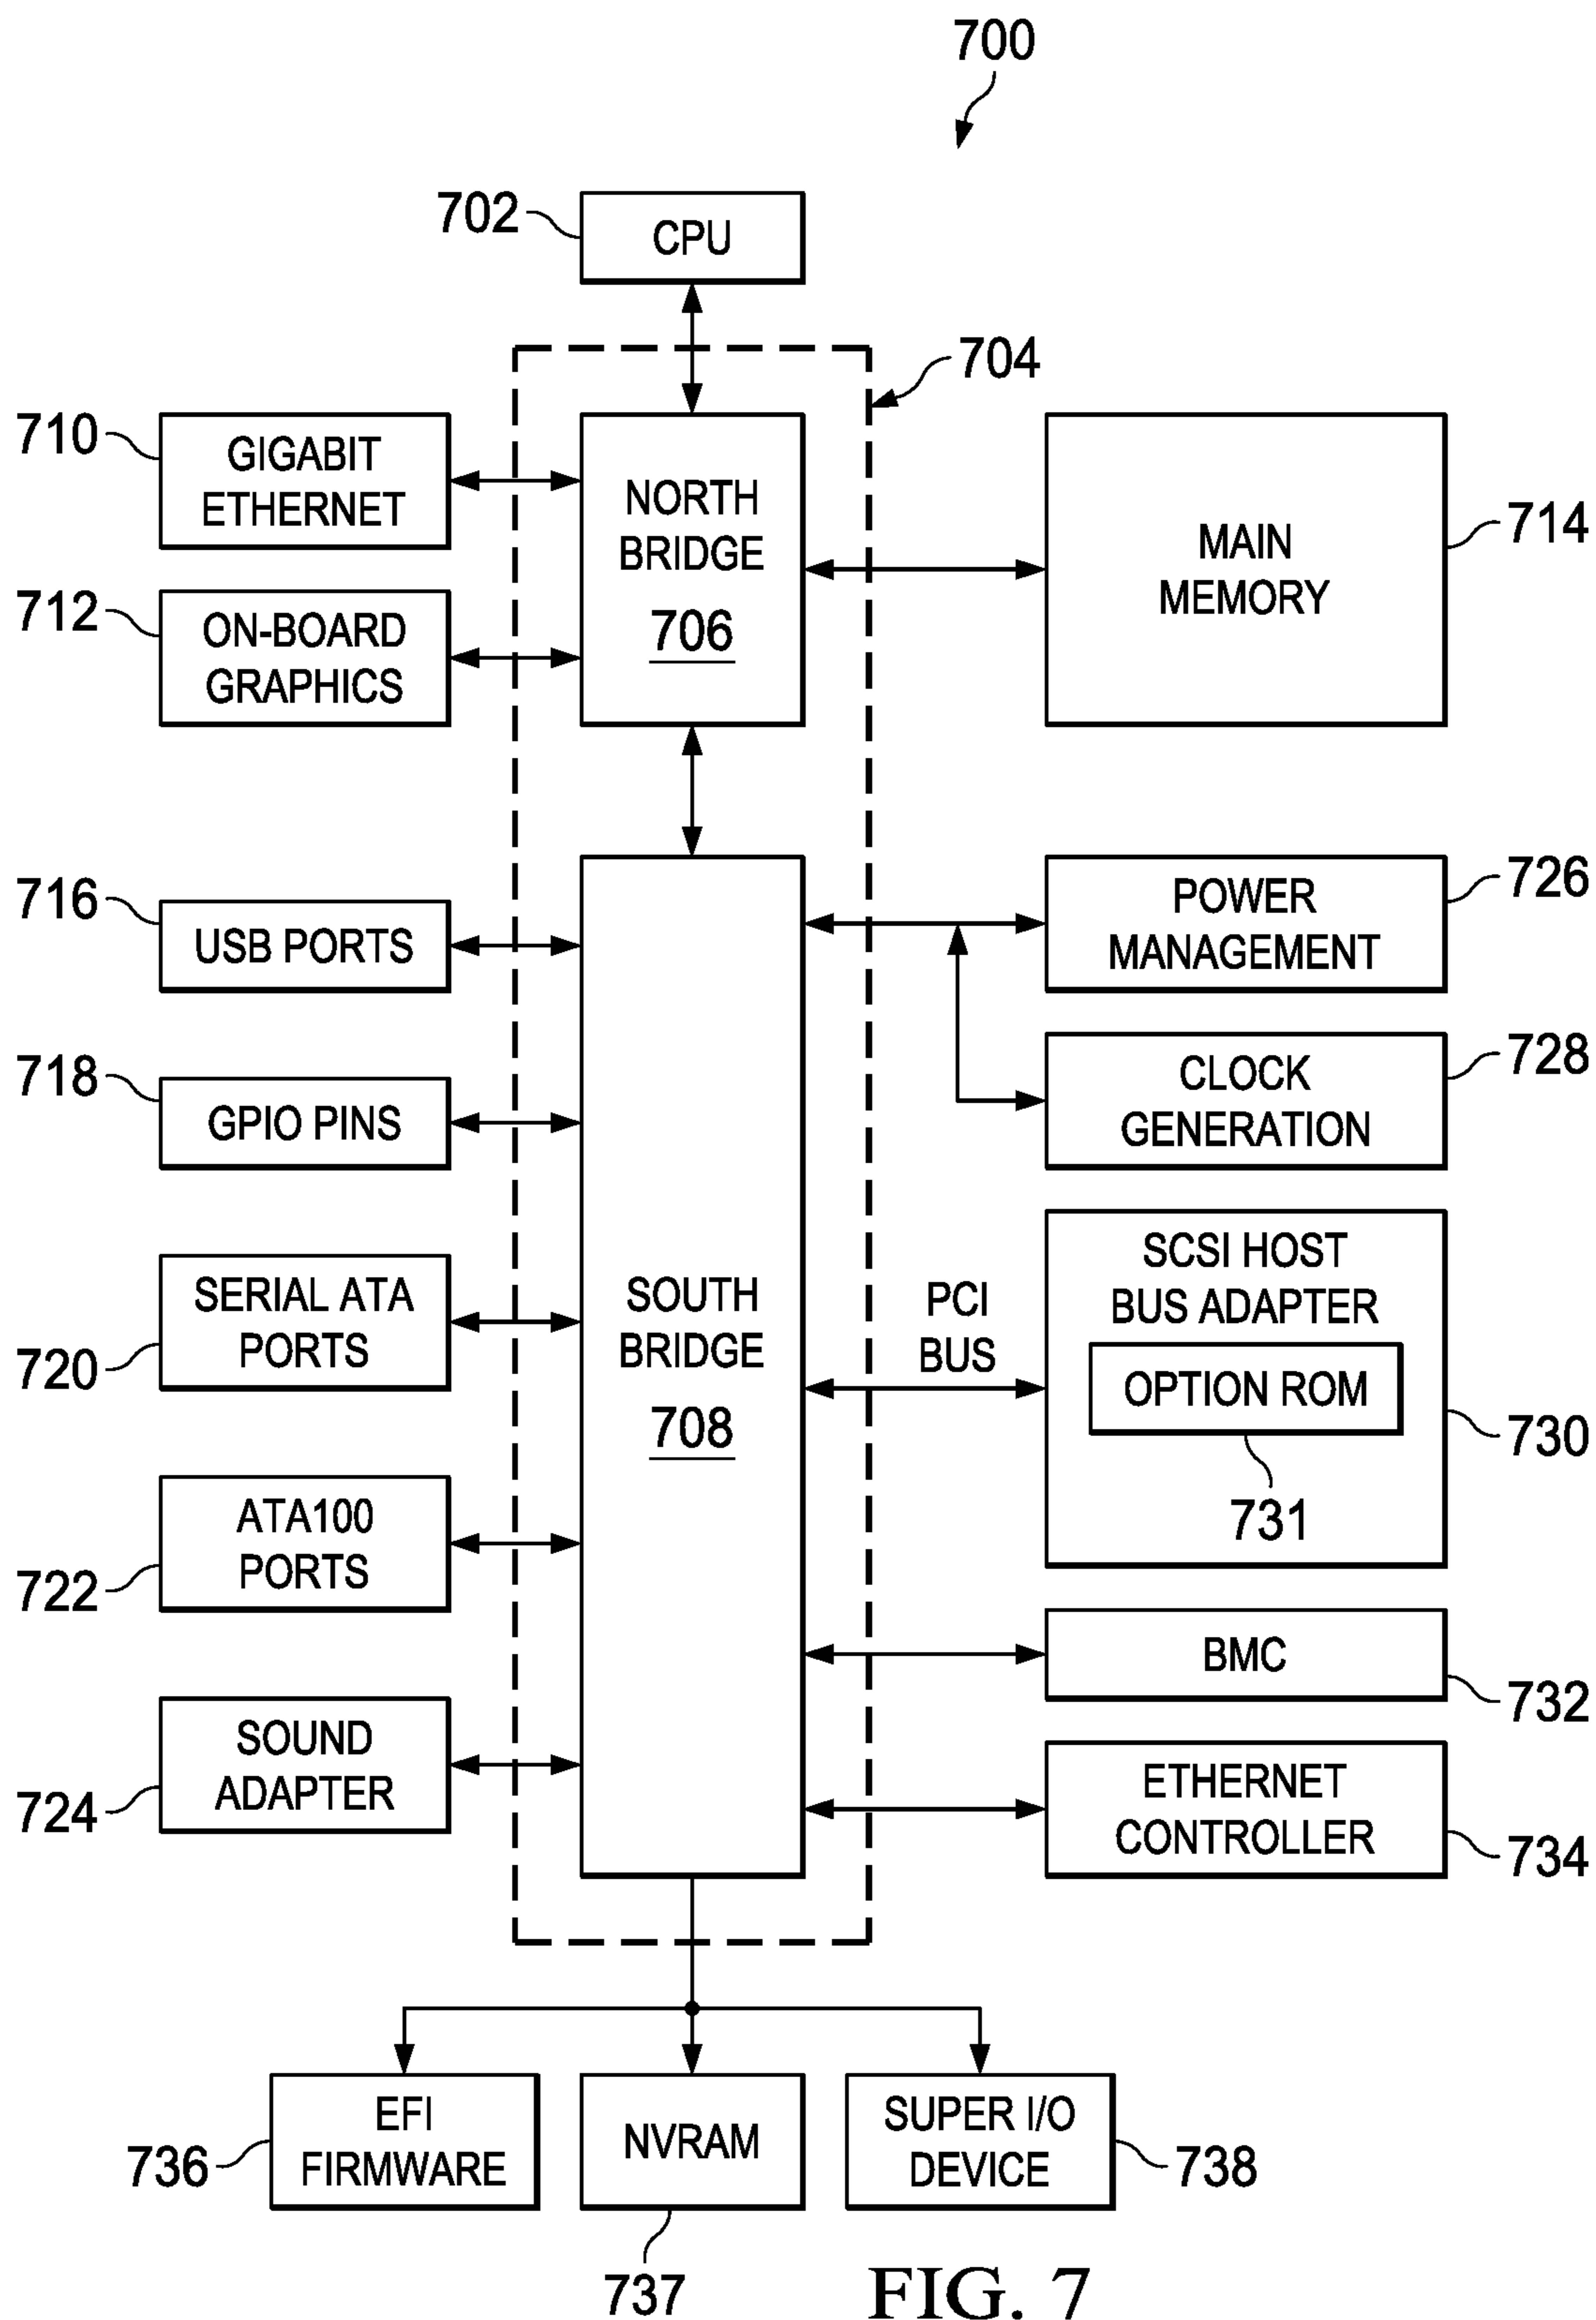 700
702
CPU
704
710
GIGABIT
ETHERNET
NORTH
BRIDGE
706
MAIN
MEMORY
714
712
ON-BOARD
GRAPHICS
716
USB PORTS
POWER
MANAGEMENT
726
718
GPIO PINS
CLOCK
GENERATION
728
SERIAL ATA
PORTS
720
SOUTH
BRIDGE
708
PCI
BUS
SCSI HOST
BUS ADAPTER
OPTION ROM
731
730
ATA100
PORTS
722
BMC
732
SOUND
ADAPTER
724
ETHERNET
CONTROLLER
734
EFI
FIRMWARE
736
NVRAM
737
SUPER I/O
DEVICE
738
FIG. 7